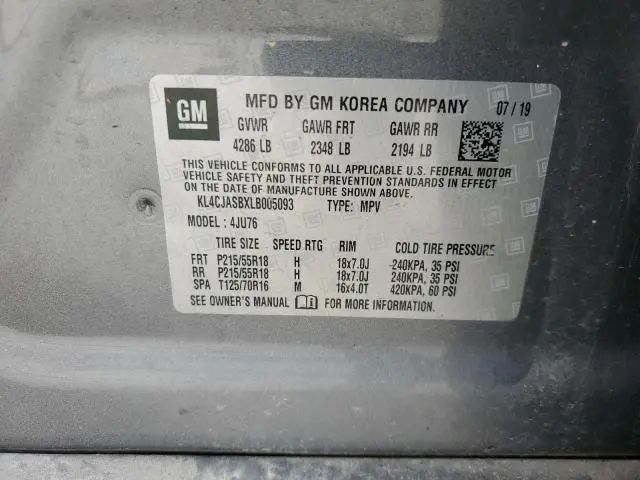 GM MFD BY GM KOREA COMPANY 07/19
GVWR GAWR FRT GAWR RR
4286 LB 2348 LB 2194 LB
THIS VEHICLE CONFORMS TO ALL APPLICABLE U.S. FEDERAL MOTOR
VEHICLE SAFETY AND THEFT PREVENTION STANDARDS IN EFFECT
ON THE DATE OF MANUFACTURE SHOWN ABOVE.
KL4CJASBXLB005093 TYPE: MPV
MODEL: 4JU76
TIRE SIZE SPEED RTG RIM COLD TIRE PRESSURE
FRT P215/55R18 H 18x7.0J 240KPA, 35 PSI
RR P215/55R18 H 18x7.0J 240KPA, 35 PSI
SPA T125/70R16 M 16x4.0T 420KPA, 60 PSI
SEE OWNER'S MANUAL FOR MORE INFORMATION.